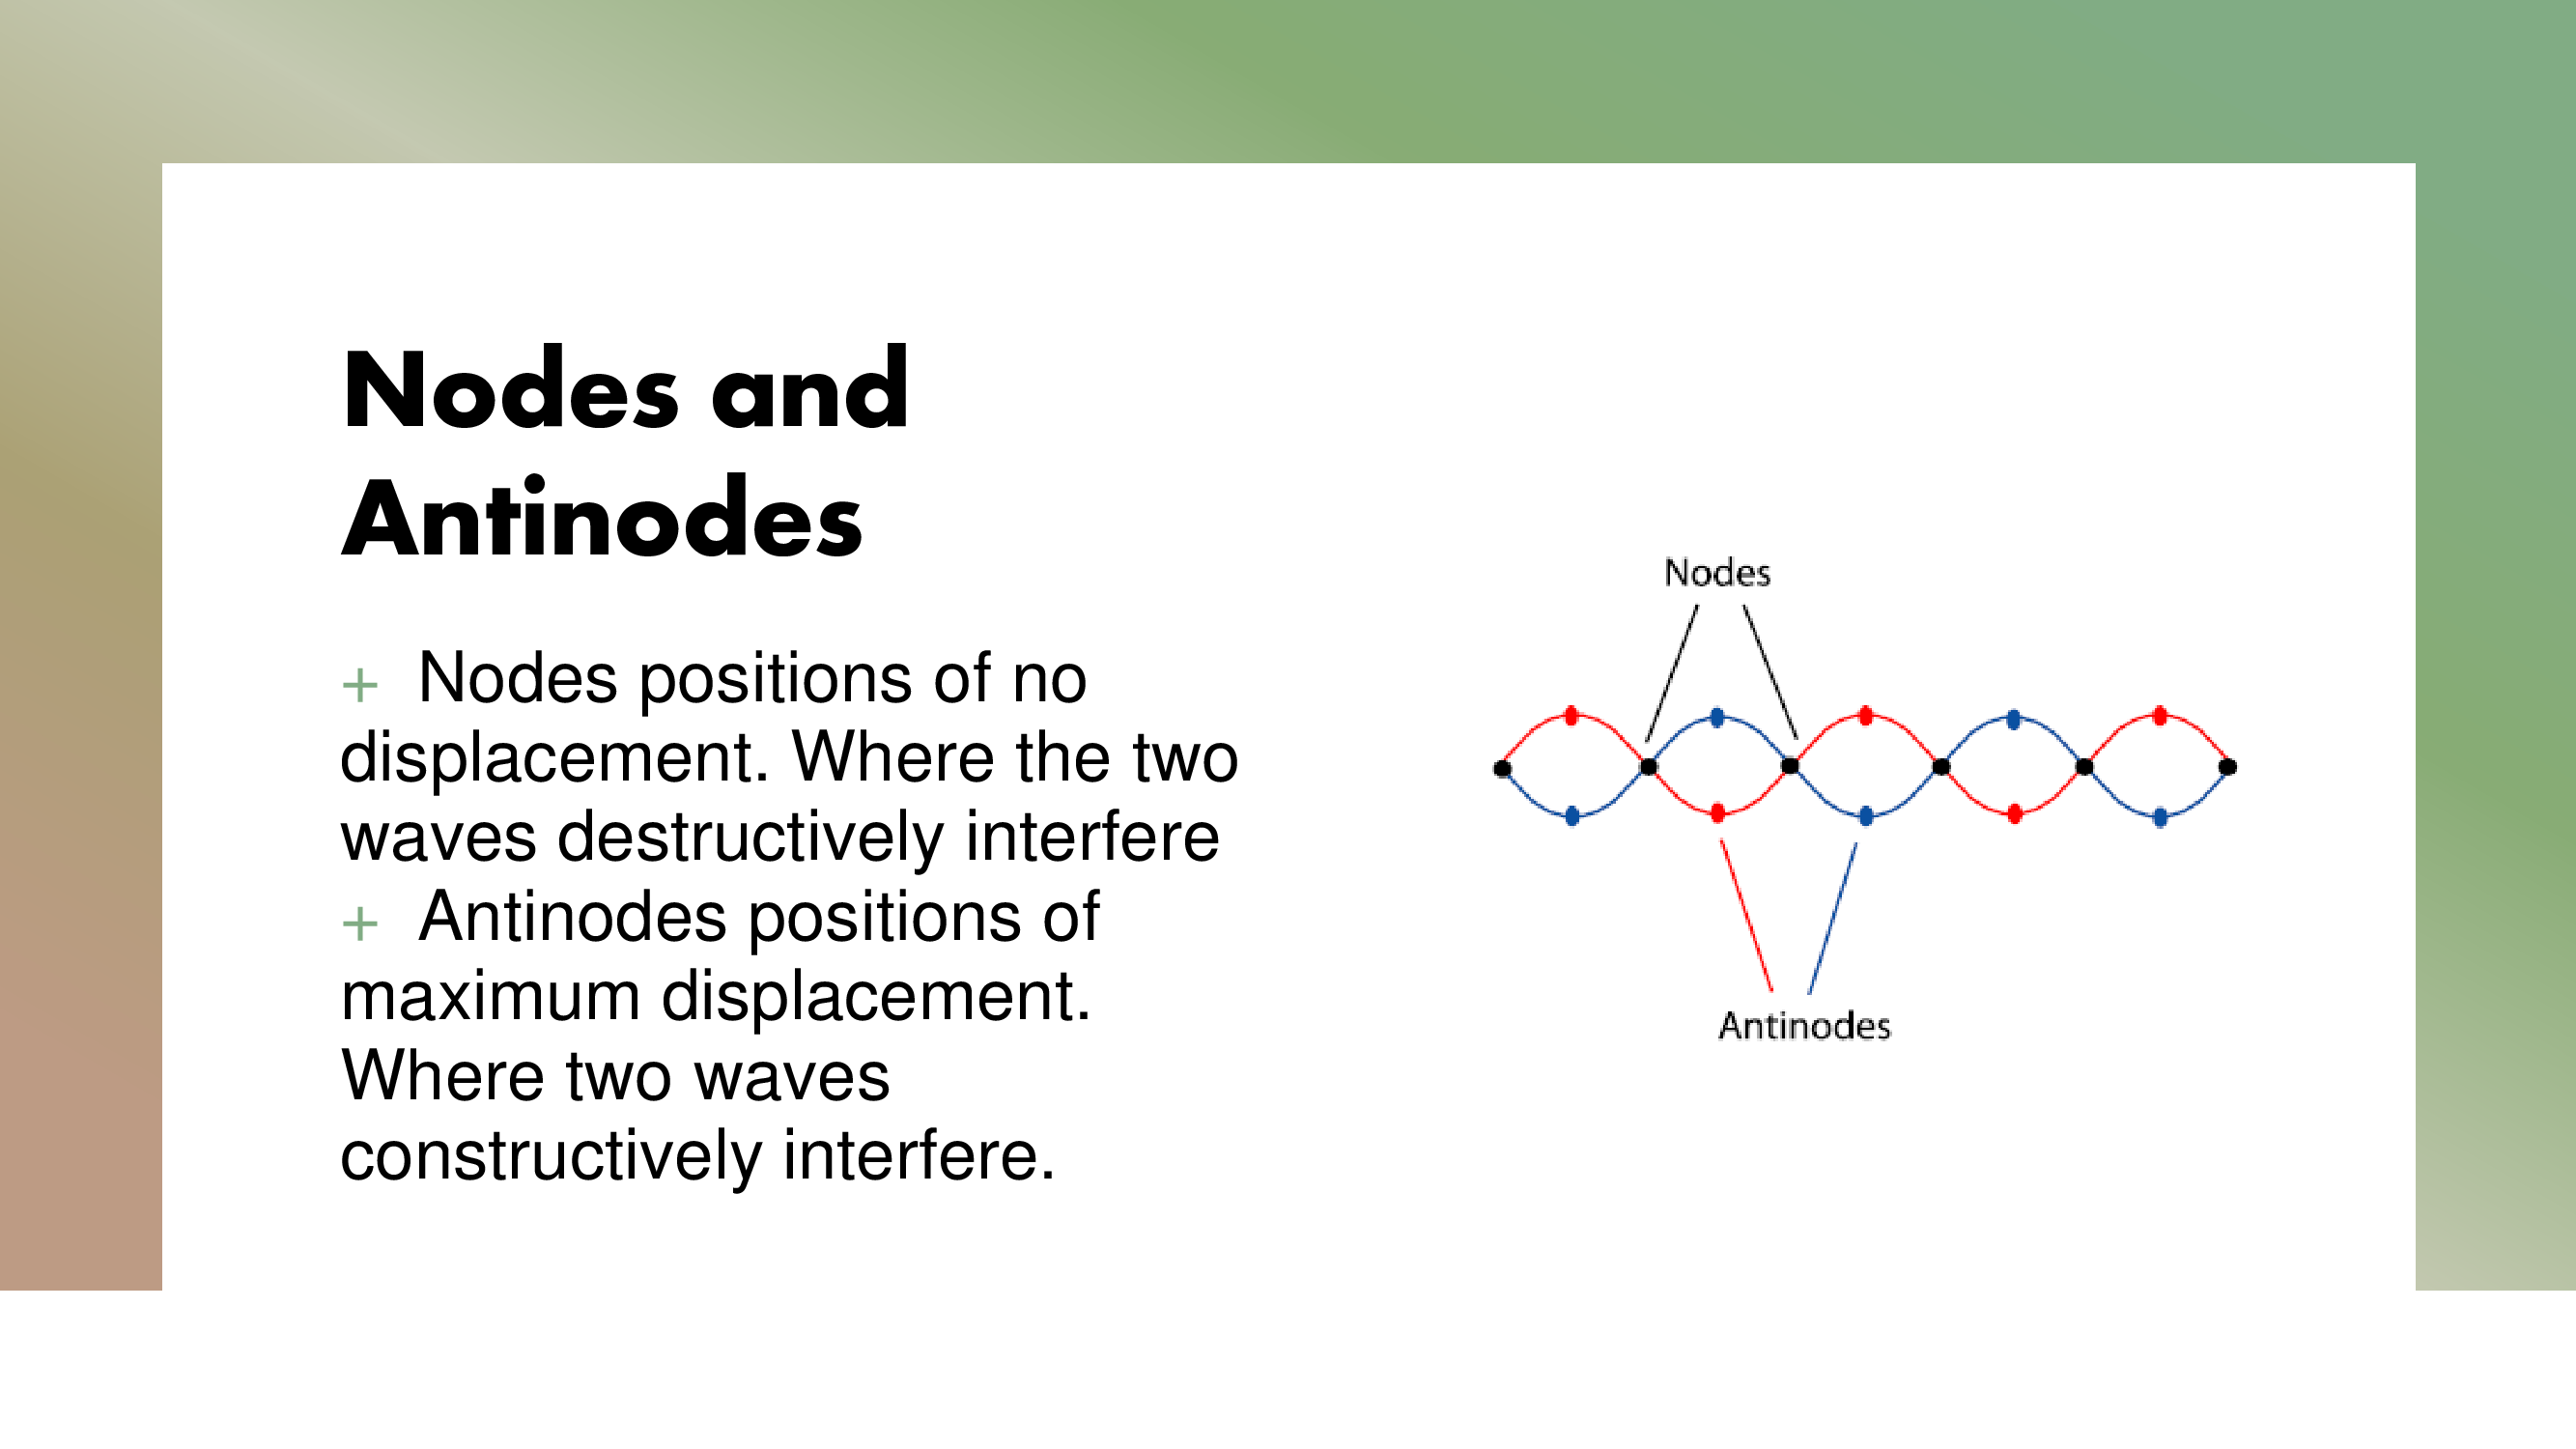 Nodes and
Antinodes
+ Nodes positions of no
displacement. Where the two
waves destructively interfere
+ Antinodes positions of
maximum displacement.
Where two waves
constructively interfere.
Nodes
Antinodes